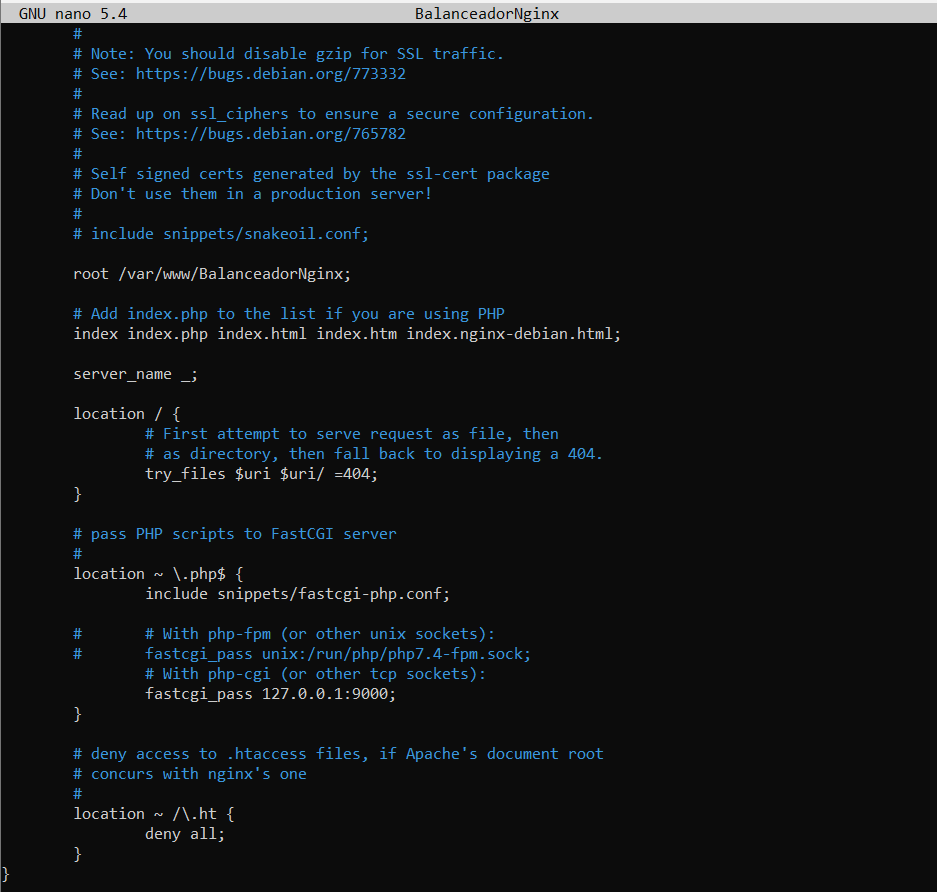 GNU nano 5.4 BalanceadorNginx
#
# Note: You should disable gzip for SSL traffic.
# See: https://bugs.debian.org/773332
#
# Read up on ssl_ciphers to ensure a secure configuration.
# See: https://bugs.debian.org/765782
#
# Self signed certs generated by the ssl-cert package
# Don't use them in a production server!
#
# include snippets/snakeoil.conf;
root /var/www/BalanceadorNginx;
# Add index.php to the list if you are using PHP
index index.php index.html index.htm index.nginx-debian.html;
server_name _;
location / {
# First attempt to serve request as file, then
# as directory, then fall back to displaying a 404.
try_files $uri $uri/ =404;
}
# pass PHP scripts to FastCGI server
#
location ~ \.php$ {
include snippets/fastcgi-php.conf;
# # With php-fpm (or other unix sockets):
# fastcgi_pass unix:/run/php/php7.4-fpm.sock;
# With php-cgi (or other tcp sockets):
fastcgi_pass 127.0.0.1:9000;
}
# deny access to .htaccess files, if Apache's document root
# concurs with nginx's one
#
location ~ /\.ht {
deny all;
}
}